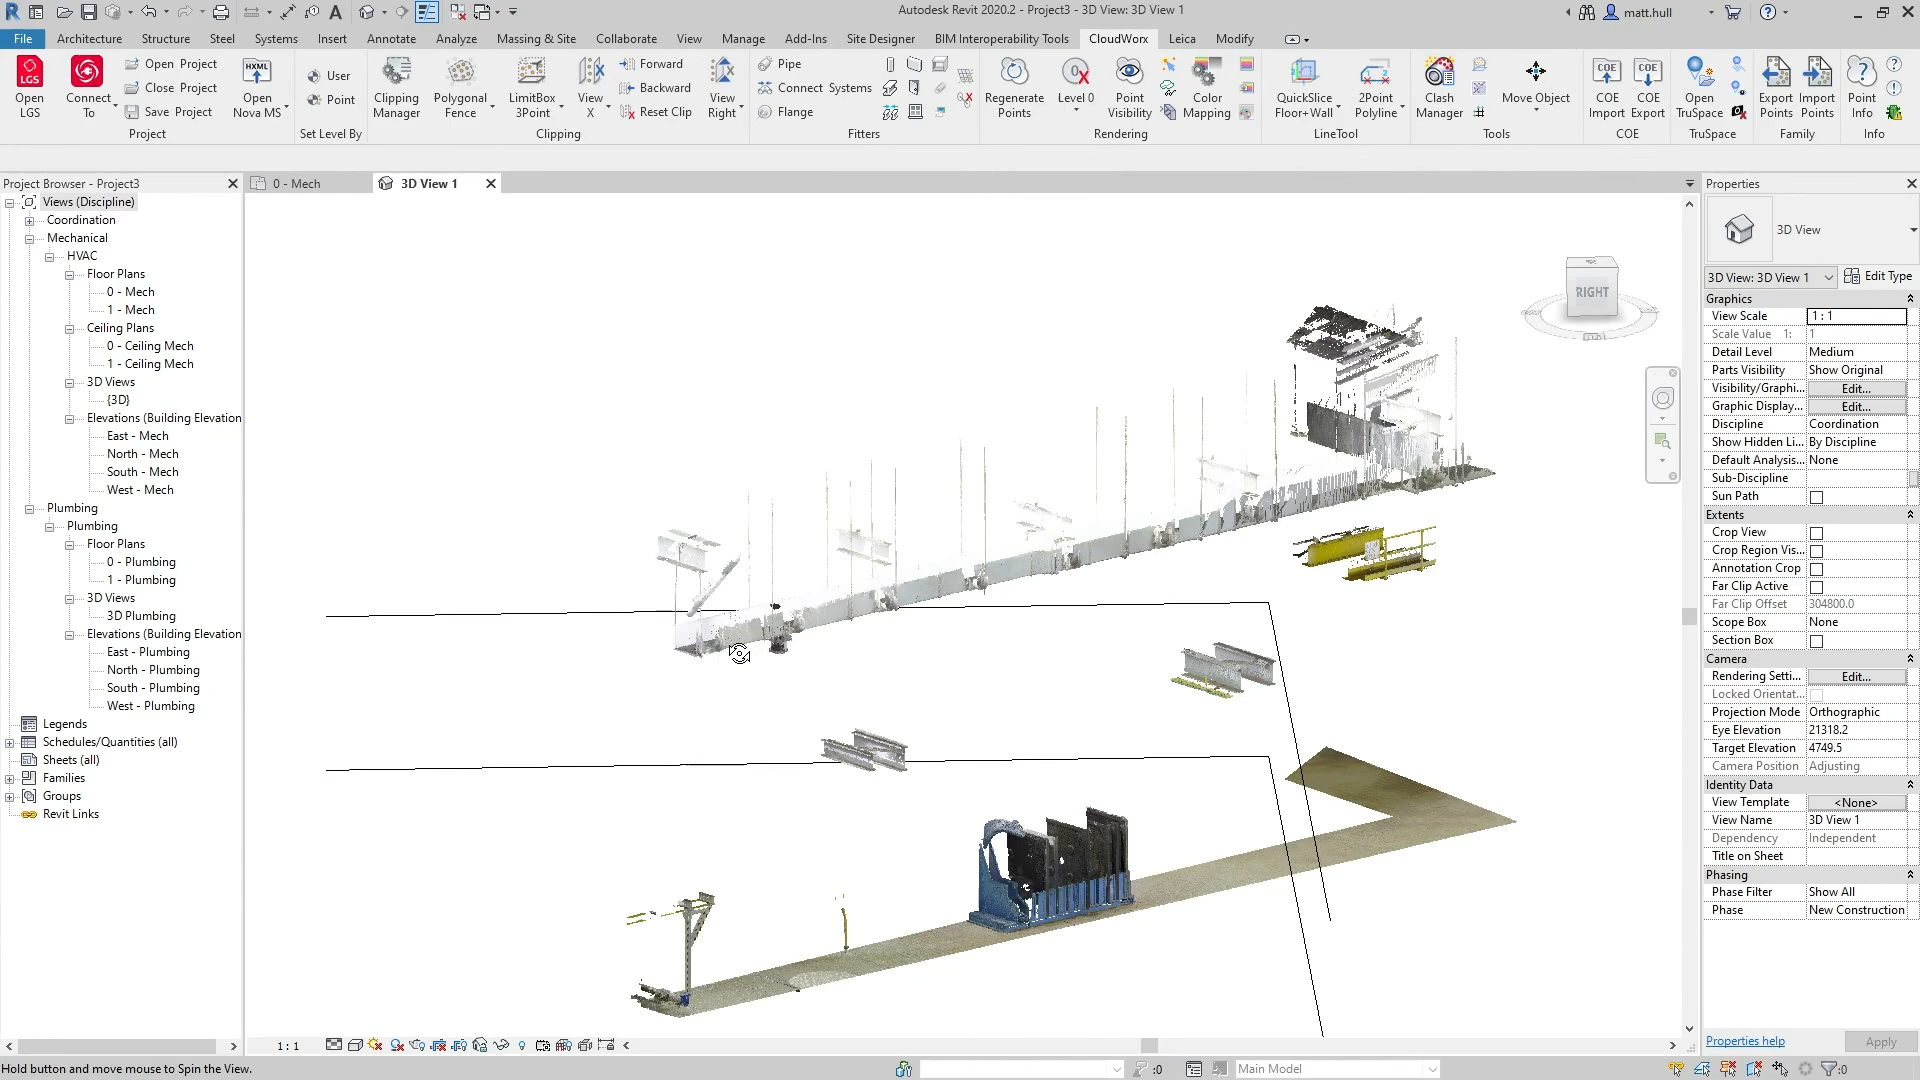 Autodesk Revit 2020.2 - Project3 - 3D View: 3D View 1
matt.hull
File
Architecture
Structure
Steel
Systems
Insert
Annotate
Analyze
Massing & Site
Collaborate
View
Manage
Add-Ins
Site Designer
BIM Interoperability Tools
CloudWorx
Leica
Modify
LGS
Open
LGS
Connect
To
Open Project
Close Project
Save Project
HXML
Open
Nova MS
Project
User
Point
Set Level By
Clipping
Manager
Polygonal
Fence
LimitBox
3Point
View
X
Forward
Backward
Reset Clip
View
Right
Clipping
Pipe
Connect Systems
Flange
Fitters
Regenerate
Points
Level 0
Point
Visibility
Color
Mapping
Rendering
QuickSlice
Floor+Wall
2Point
Polyline
LineTool
Clash
Manager
Move Object
Tools
COE
COE
Import
COE
COE
Export
COE
Open
TruSpace
TruSpace
Export
Points
Import
Points
Family
Point
Info
Info
Project Browser - Project3
0 - Mech
3D View 1
Properties
Views (Discipline)
Coordination
Mechanical
HVAC
Floor Plans
0 - Mech
1 - Mech
Ceiling Plans
0 - Ceiling Mech
1 - Ceiling Mech
3D Views
{3D}
Elevations (Building Elevation
East - Mech
North - Mech
South - Mech
West - Mech
Plumbing
Plumbing
Floor Plans
0 - Plumbing
1 - Plumbing
3D Views
3D Plumbing
Elevations (Building Elevation
East - Plumbing
North - Plumbing
South - Plumbing
West - Plumbing
Legends
Schedules/Quantities (all)
Sheets (all)
Families
Groups
Revit Links
RIGHT
3D View
3D View: 3D View 1
Edit Type
Graphics
View Scale 1 : 1
Scale Value 1: 1
Detail Level Medium
Parts Visibility Show Original
Visibility/Graphi... Edit...
Graphic Display... Edit...
Discipline Coordination
Show Hidden Li... By Discipline
Default Analysis... None
Sub-Discipline
Sun Path
Extents
Crop View
Crop Region Vis...
Annotation Crop
Far Clip Active
Far Clip Offset 304800.0
Scope Box None
Section Box
Camera
Rendering Setti... Edit...
Locked Orientat...
Projection Mode Orthographic
Eye Elevation 21318.2
Target Elevation 4749.5
Camera Position Adjusting
Identity Data
View Template <None>
View Name 3D View 1
Dependency Independent
Title on Sheet
Phasing
Phase Filter Show All
Phase New Construction
Properties help
Apply
1 : 1
Hold button and move mouse to Spin the View.
:0
Main Model
:0